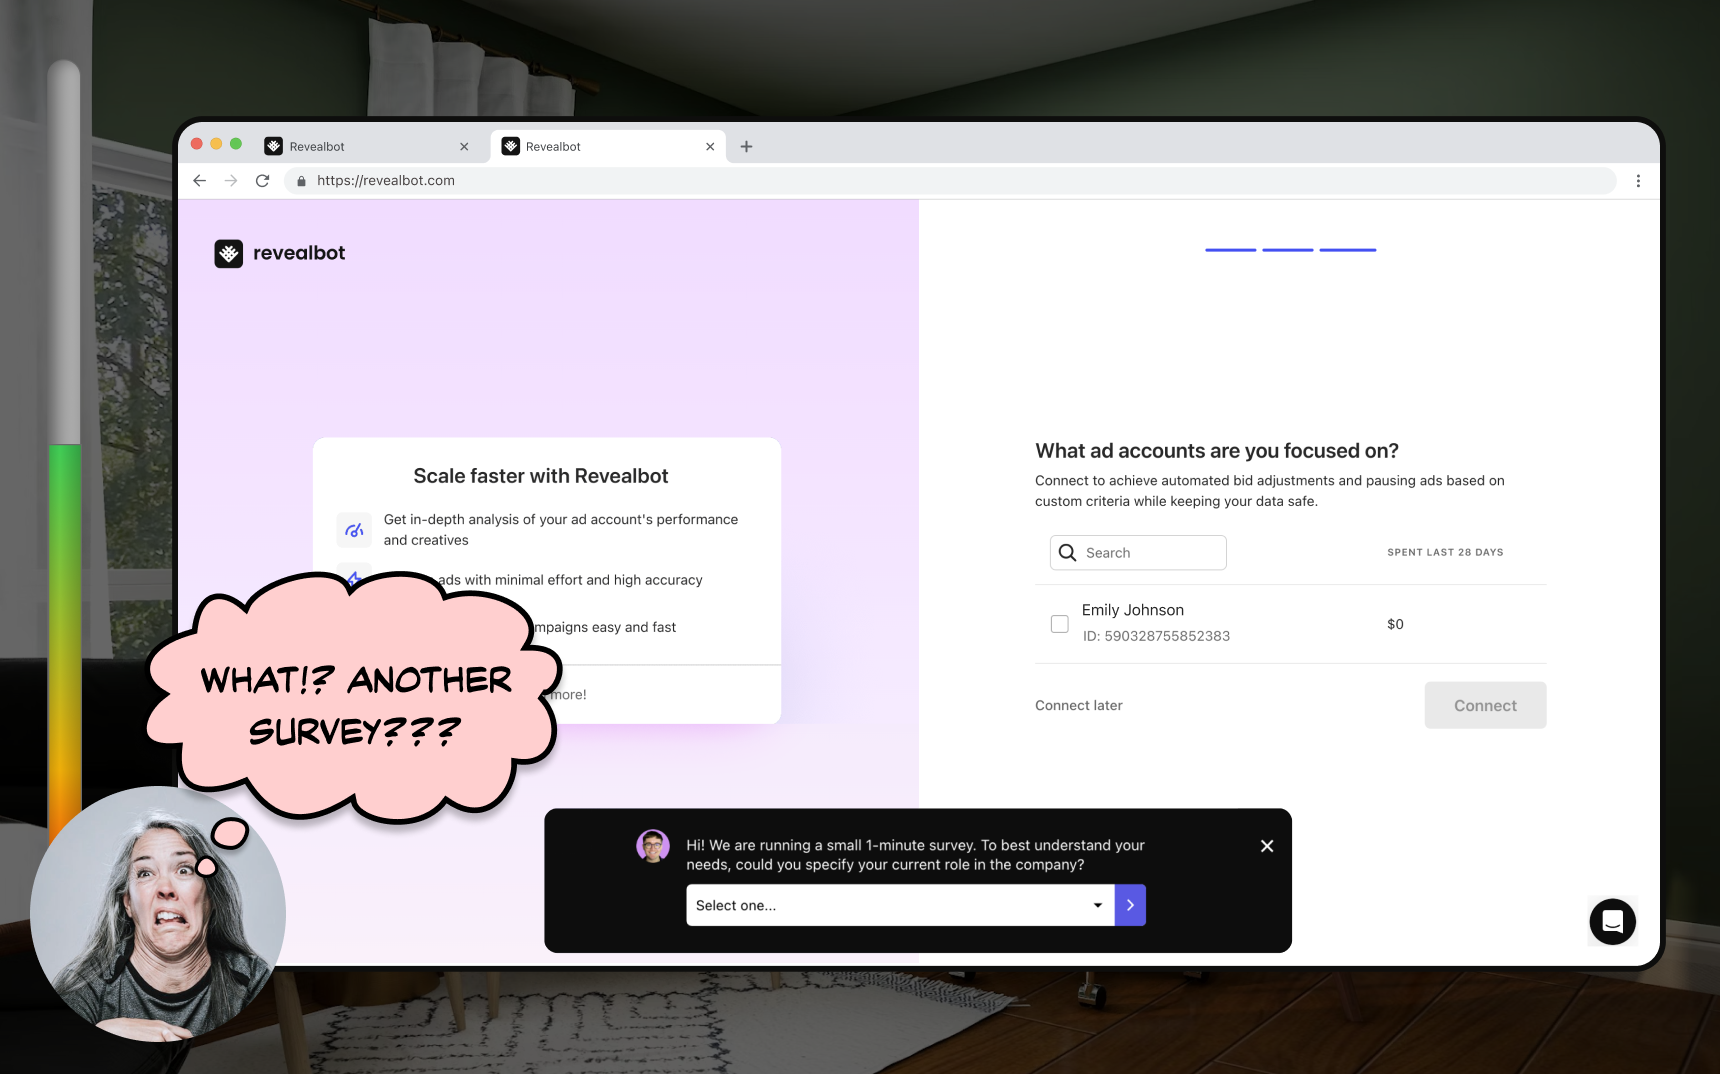 Revealbot
Revealbot
https://revealbot.com
revealbot
Scale faster with Revealbot
Get in-depth analysis of your ad account's performance
and creatives
ads with minimal effort and high accuracy
mpaigns easy and fast
more!
WHAT!? ANOTHER
SURVEY???
What ad accounts are you focused on?
Connect to achieve automated bid adjustments and pausing ads based on
custom criteria while keeping your data safe.
Search
SPENT LAST 28 DAYS
Emily Johnson
ID: 590328755852383
$0
Connect later
Connect
Hi! We are running a small 1-minute survey. To best understand your
needs, could you specify your current role in the company?
Select one...